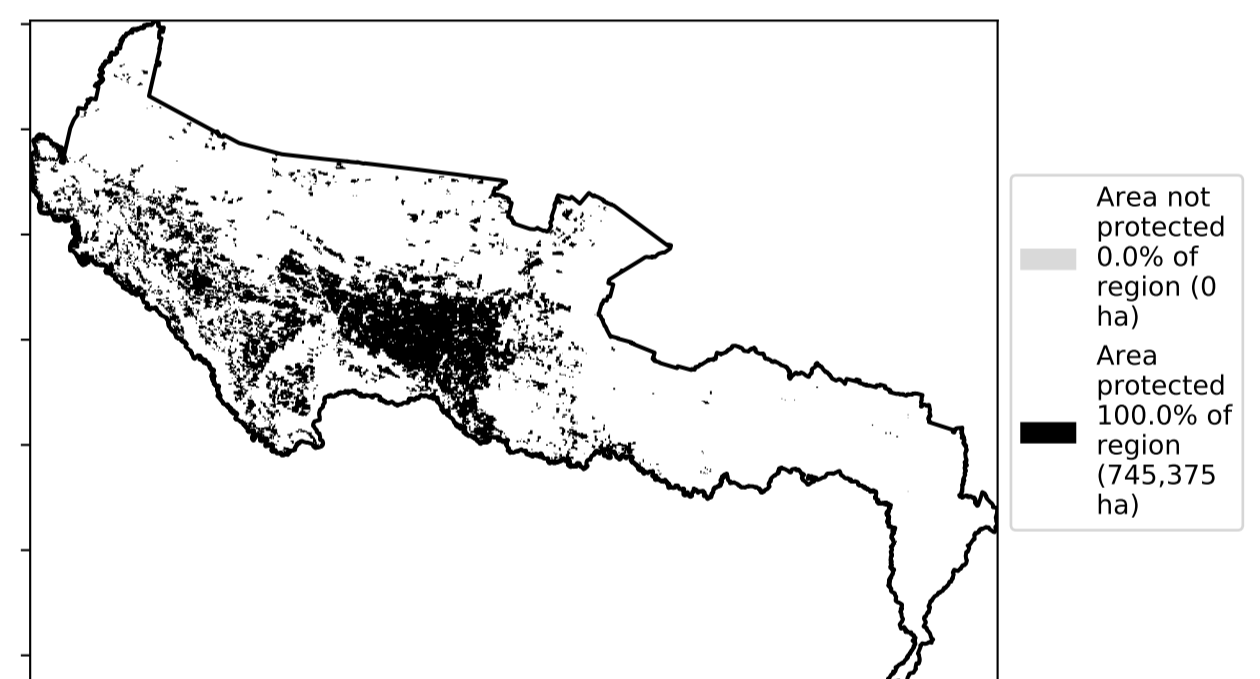 Area not
protected
0.0% of
region (0
ha)
Area
protected
100.0% of
region
(745,375
ha)